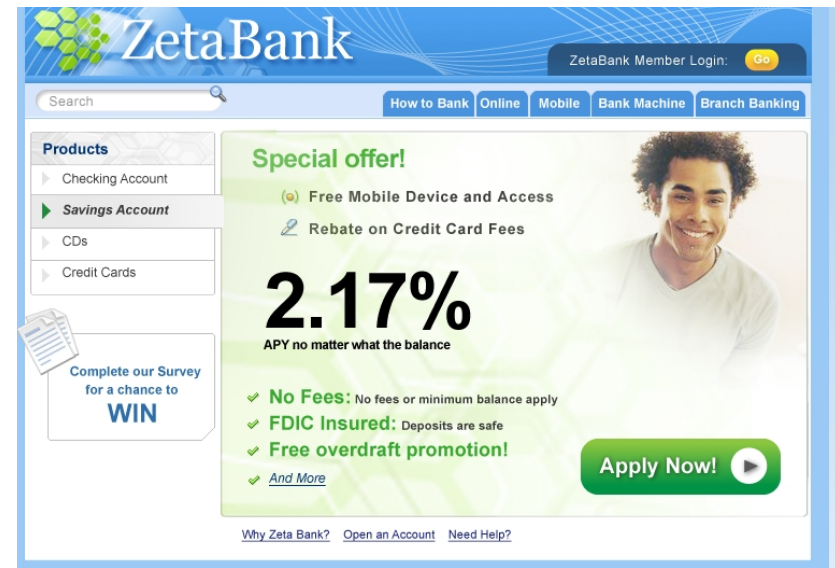 ZetaBank
ZetaBank Member Login: Go
Search
How to Bank Online Mobile Bank Machine Branch Banking
Products
Checking Account
Savings Account
CDs
Credit Cards
Complete our Survey
for a chance to
WIN
Special offer!
Free Mobile Device and Access
Rebate on Credit Card Fees
2.17%
APY no matter what the balance
No Fees: No fees or minimum balance apply
FDIC Insured: Deposits are safe
Free overdraft promotion!
And More
Apply Now!
Why Zeta Bank? Open an Account Need Help?